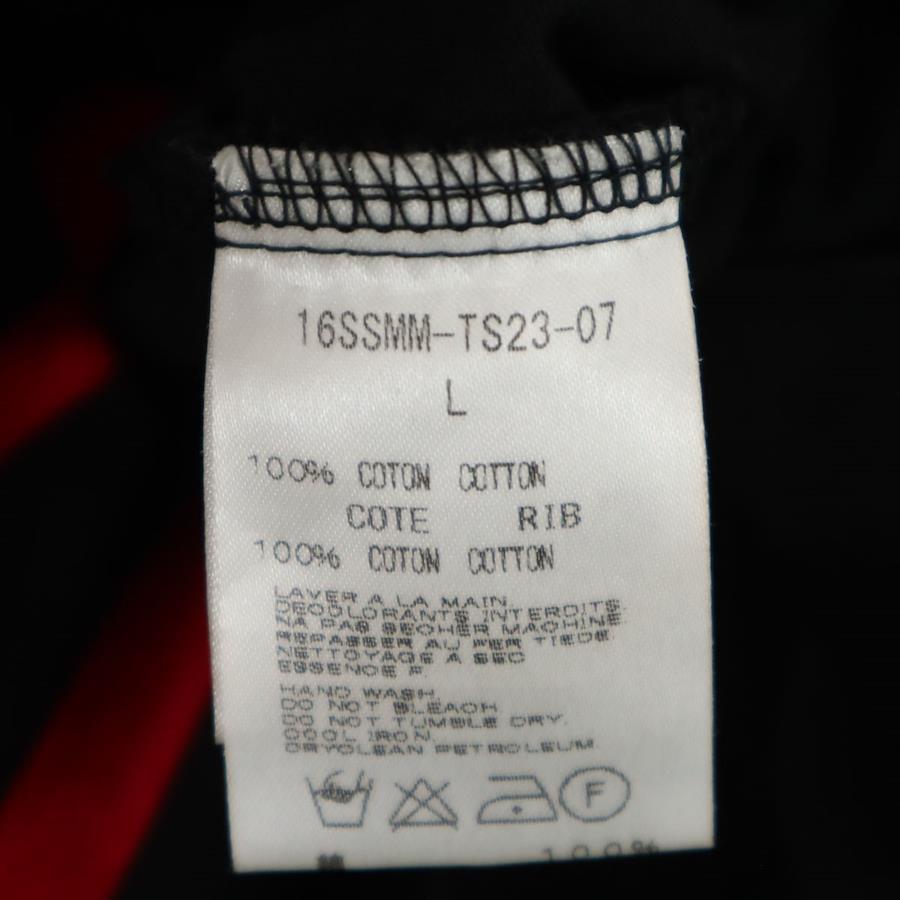 16SSMM-TS23-07
L
100% COTON COTTON
COTE RIB
100% COTON COTTON
LAVER A LA MAIN
DECOLORANTS INTERDITS
NA PAS SECHER MACHINE
REPASSER AU FER TIEDE
NETTOYAGE A SEC
ESSENCE F.
HAND WASH.
DO NOT BLEACH
DO NOT TUMBLE DRY.
COOL IRON.
DRYCLEAN PETROLEUM.
F
100%